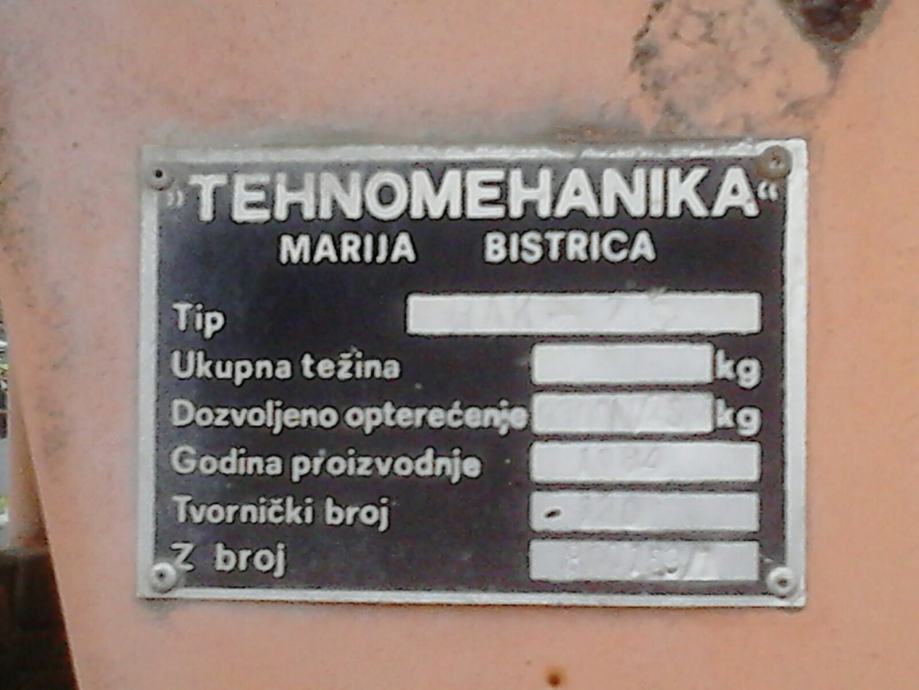 „TEHNOMEHANIKA“
MARIJA BISTRICA
Tip
Ukupna težina kg
Dozvoljeno opterećenje kg
Godina proizvodnje
Tvornički broj
Z broj